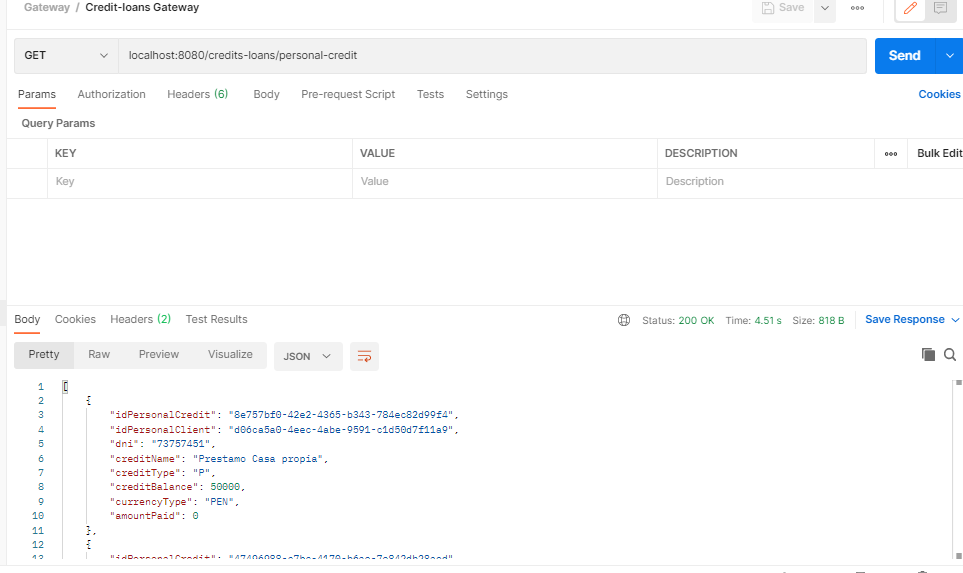 Gateway / Credit-loans Gateway
Save
GET
localhost:8080/credits-loans/personal-credit
Send
Params Authorization Headers (6) Body Pre-request Script Tests Settings Cookies
Query Params
KEY VALUE DESCRIPTION Bulk Edit
Key Value Description
Body Cookies Headers (2) Test Results
Status: 200 OK Time: 4.51 s Size: 818 B Save Response
Pretty Raw Preview Visualize JSON
1 [
2 {
3 "idPersonalCredit": "8e757bf0-42e2-4365-b343-784ec82d99f4",
4 "idPersonalClient": "d06ca5a0-4eec-4abe-9591-c1d50d7f11a9",
5 "dni": "73757451",
6 "creditName": "Prestamo Casa propia",
7 "creditType": "P",
8 "creditBalance": 50000,
9 "currencyType": "PEN",
10 "amountPaid": 0
11 },
12 {
13 "idPersonalCredit":